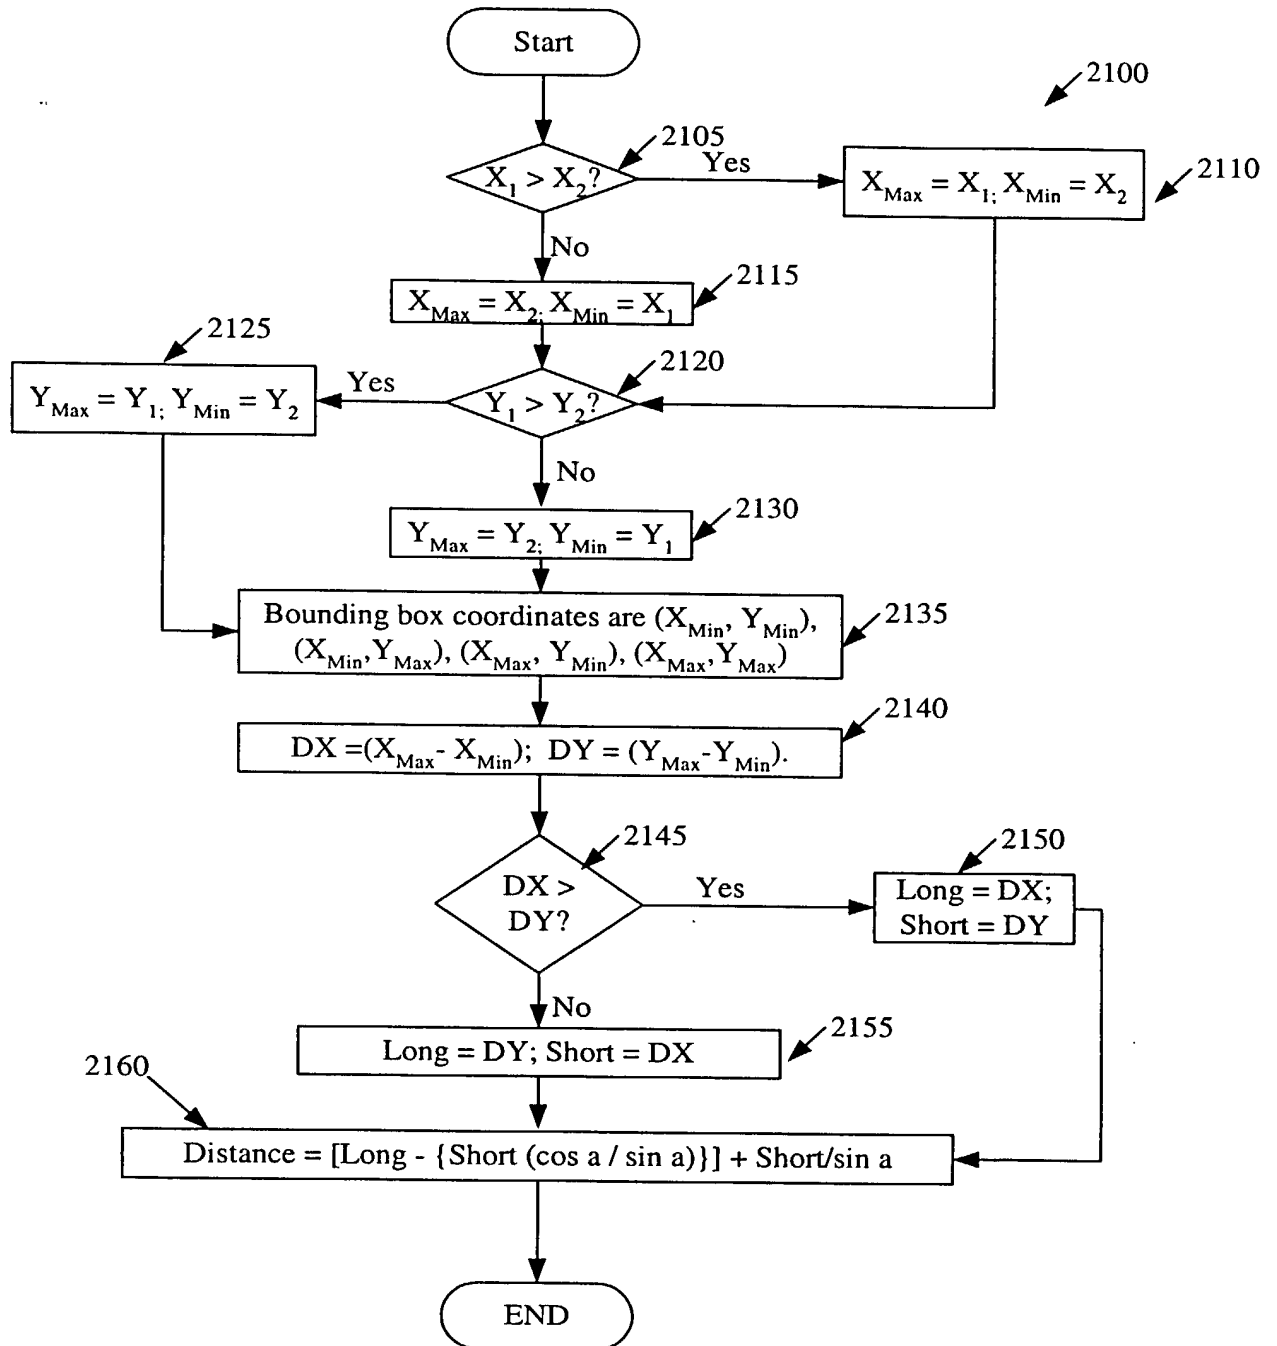 Start
2100
2105
X1 > X2?
Yes
XMax = X1; XMin = X2
2110
No
2115
XMax = X2; XMin = X1
2125
2120
YMax = Y1; YMin = Y2
Yes
Y1 > Y2?
No
2130
YMax = Y2; YMin = Y1
Bounding box coordinates are (XMin, YMin),
(XMin,YMax), (XMax, YMin), (XMax,YMax)
2135
2140
DX =(XMax- XMin); DY = (YMax-YMin).
2145
2150
DX >
DY?
Yes
Long = DX;
Short = DY
No
2155
Long = DY; Short = DX
2160
Distance = [Long - {Short (cos a / sin a)}] + Short/sin a
END